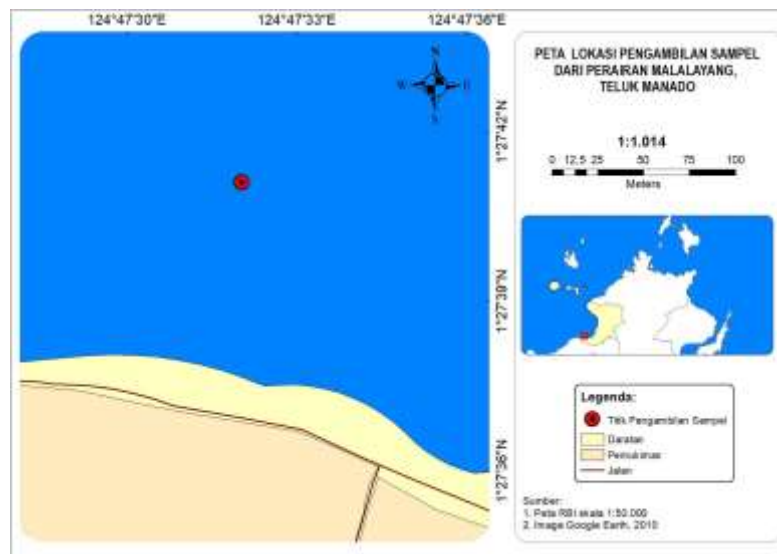 124°47'30"E 124°47'33"E 124°47'36"E
N
W E
S
1°27'42"N
1°27'39"N
1°27'36"N
PETA LOKASI PENGAMBILAN SAMPEL
DARI PERAIRAN MALALAYANG,
TELUK MANADO
1:1.014
0 12,5 25 50 75 100
Meters
Legenda:
Titik Pengambilan Sampel
Daratan
Pemukiman
Jalan
Sumber:
1. Peta RBI skala 1:50.000
2. Image Google Earth, 2010